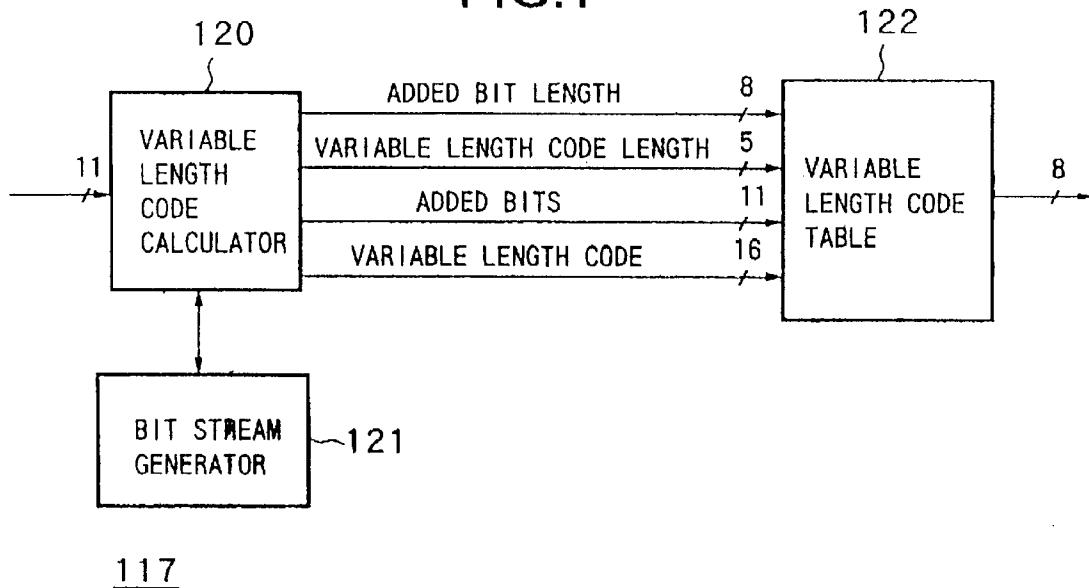 120
122
ADDED BIT LENGTH
8
VARIABLE
LENGTH
CODE
CALCULATOR
11
VARIABLE LENGTH CODE LENGTH
5
ADDED BITS
11
VARIABLE LENGTH CODE
16
VARIABLE
LENGTH CODE
TABLE
8
BIT STREAM
GENERATOR
121
117